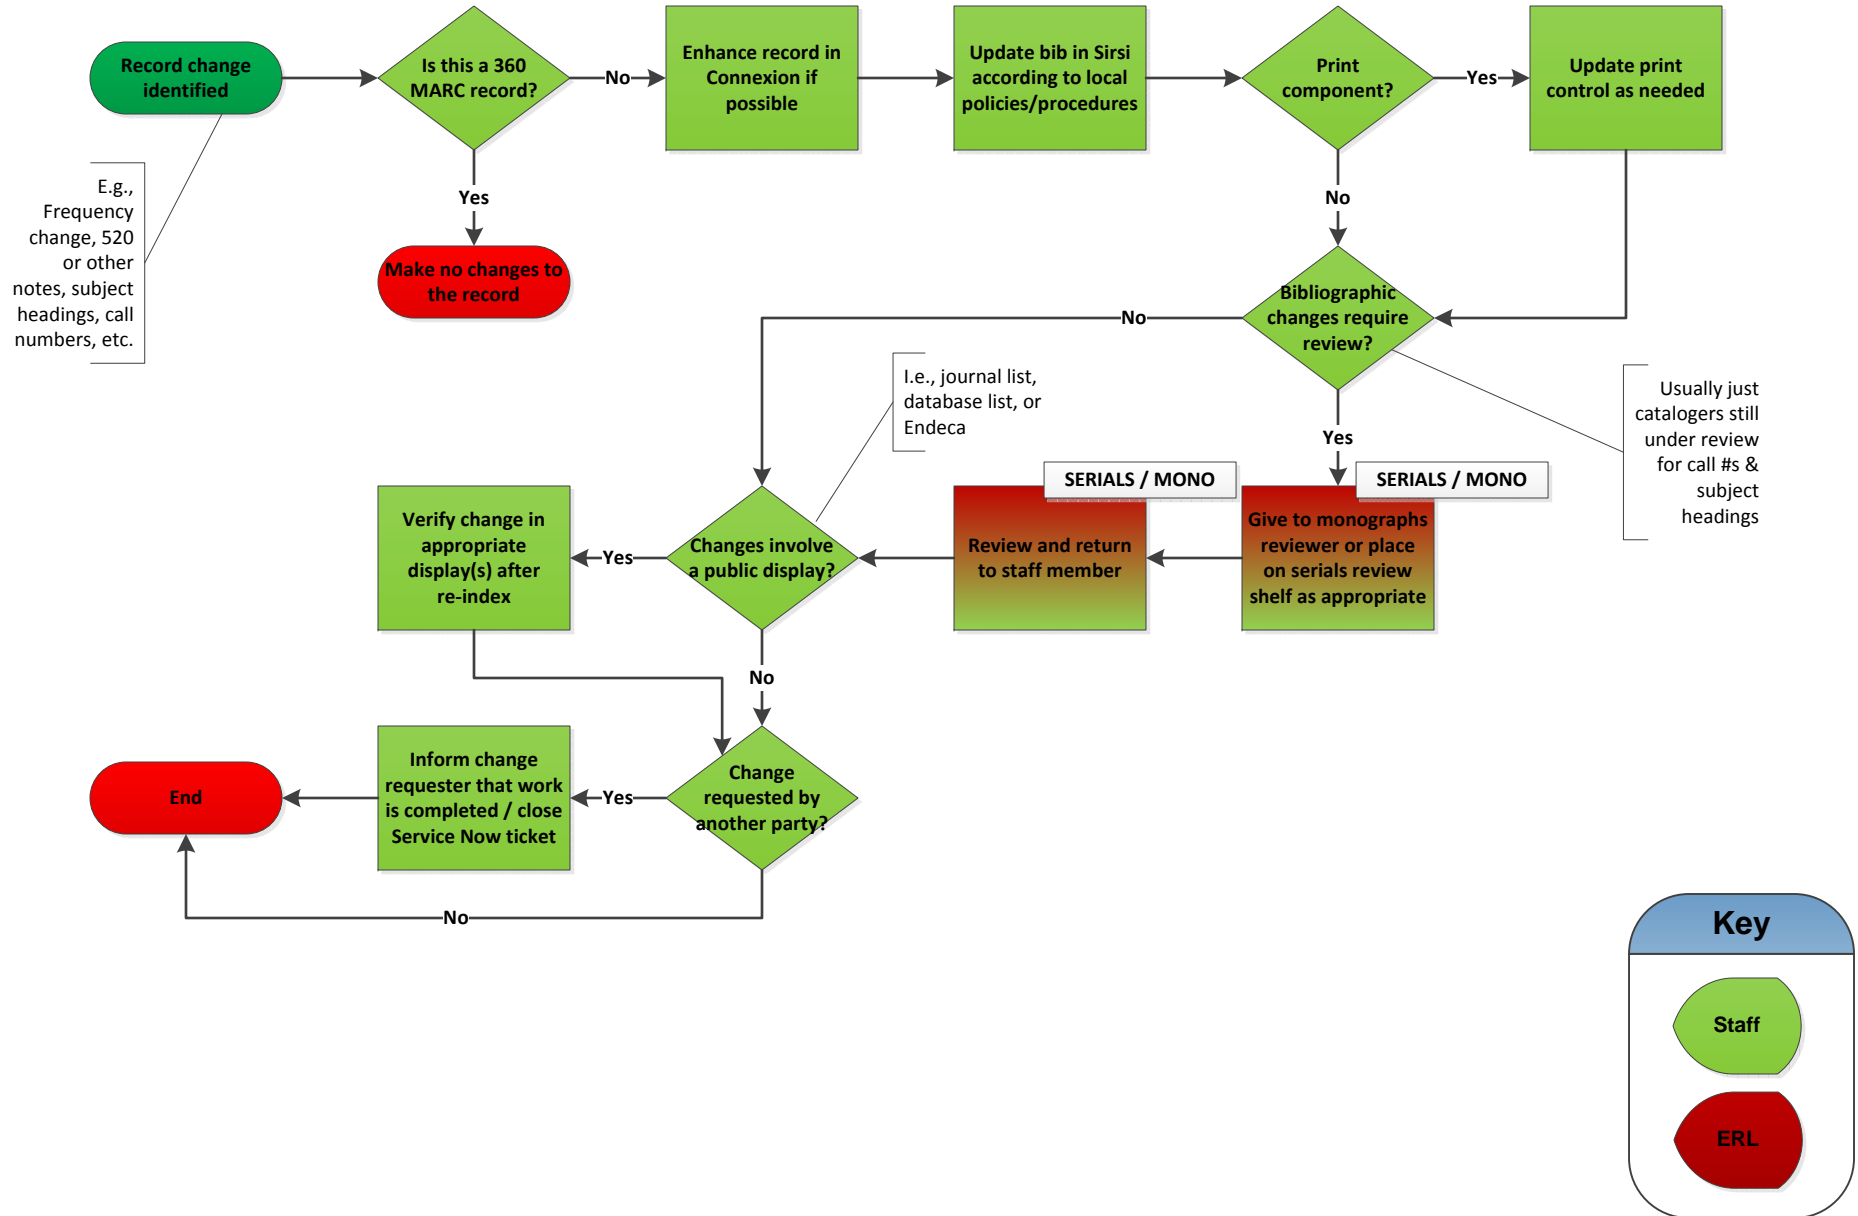 Record change
identified
Is this a 360
MARC record?
No
Enhance record in
Connexion if
possible
Update bib in Sirsi
according to local
policies/procedures
Print
component?
Yes
Update print
control as needed
E.g.,
Frequency
change, 520
or other
notes, subject
headings, call
numbers, etc.
Yes
Make no changes to
the record
No
Bibliographic
changes require
review?
No
I.e., journal list,
database list, or
Endeca
Usually just
catalogers still
under review
for call #s &
subject
headings
Yes
SERIALS / MONO
SERIALS / MONO
Verify change in
appropriate
display(s) after
re-index
Yes
Changes involve
a public display?
Review and return
to staff member
Give to monographs
reviewer or place
on serials review
shelf as appropriate
No
End
Inform change
requester that work
is completed / close
Service Now ticket
Yes
Change
requested by
another party?
No
Key
Staff
ERL